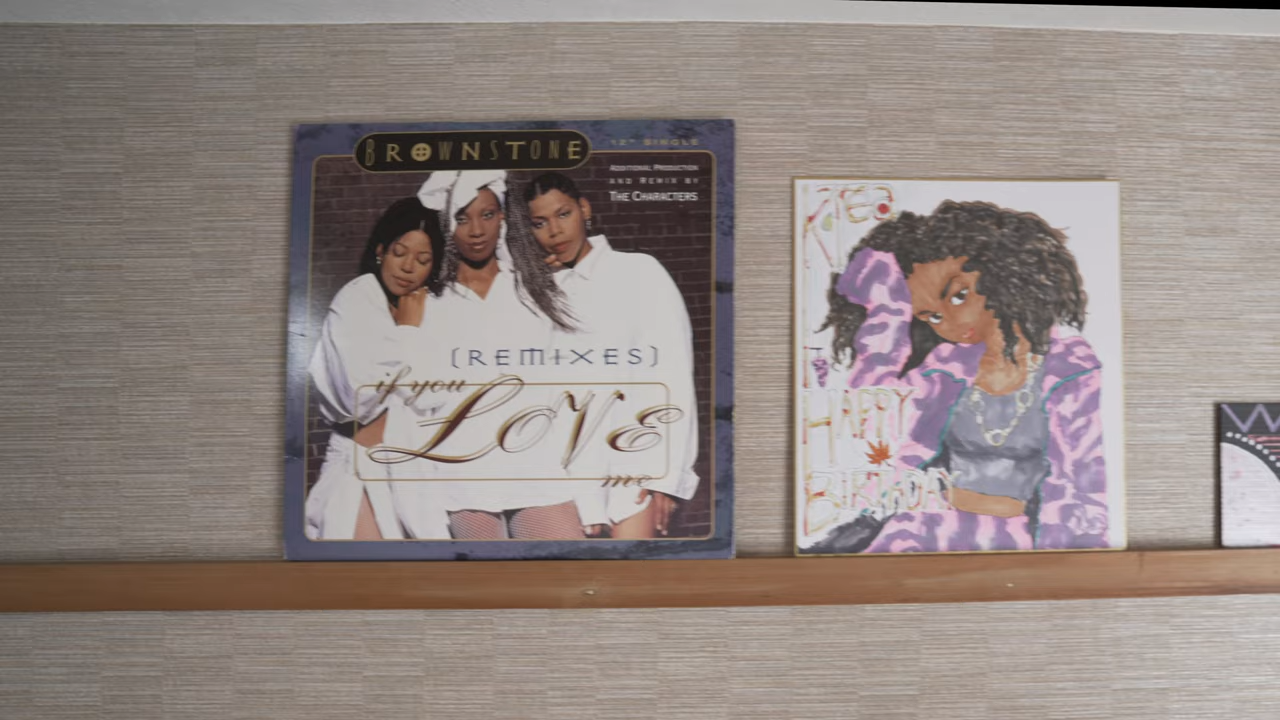 BROWNSTONE
12" SINGLE
ADDITIONAL PRODUCTION
AND REMIX BY
THE CHARACTERS
(REMIXES)
if you
LOVE
me
HAPPY
BIRTHDAY